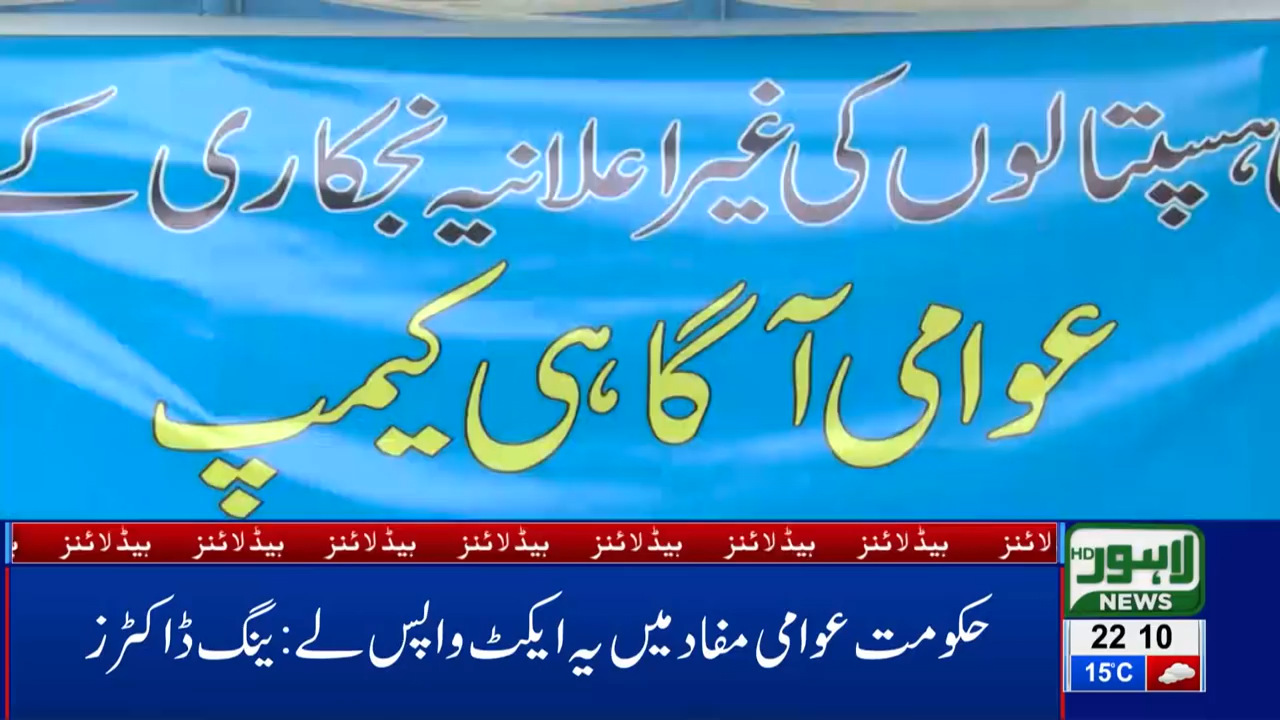 ہسپتالوں کی غیر اعلانیہ نجکاری کے
عوامی آگاہی کیمپ
لائنز ہیڈلائنز ہیڈلائنز ہیڈلائنز ہیڈلائنز ہیڈلائنز ہیڈلائنز ہیڈلائنز
حکومت عوامی مفاد میں یہ ایکٹ واپس لے: ینگ ڈاکٹرز
لاہور HD
NEWS
22 10
15°C